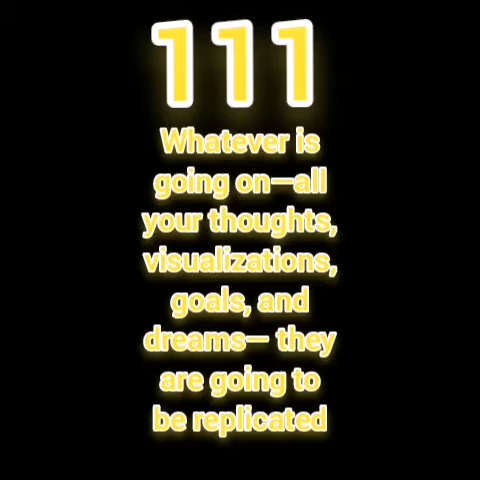 111
Whatever is
going on—all
your thoughts,
visualizations,
goals, and
dreams— they
are going to
be replicated